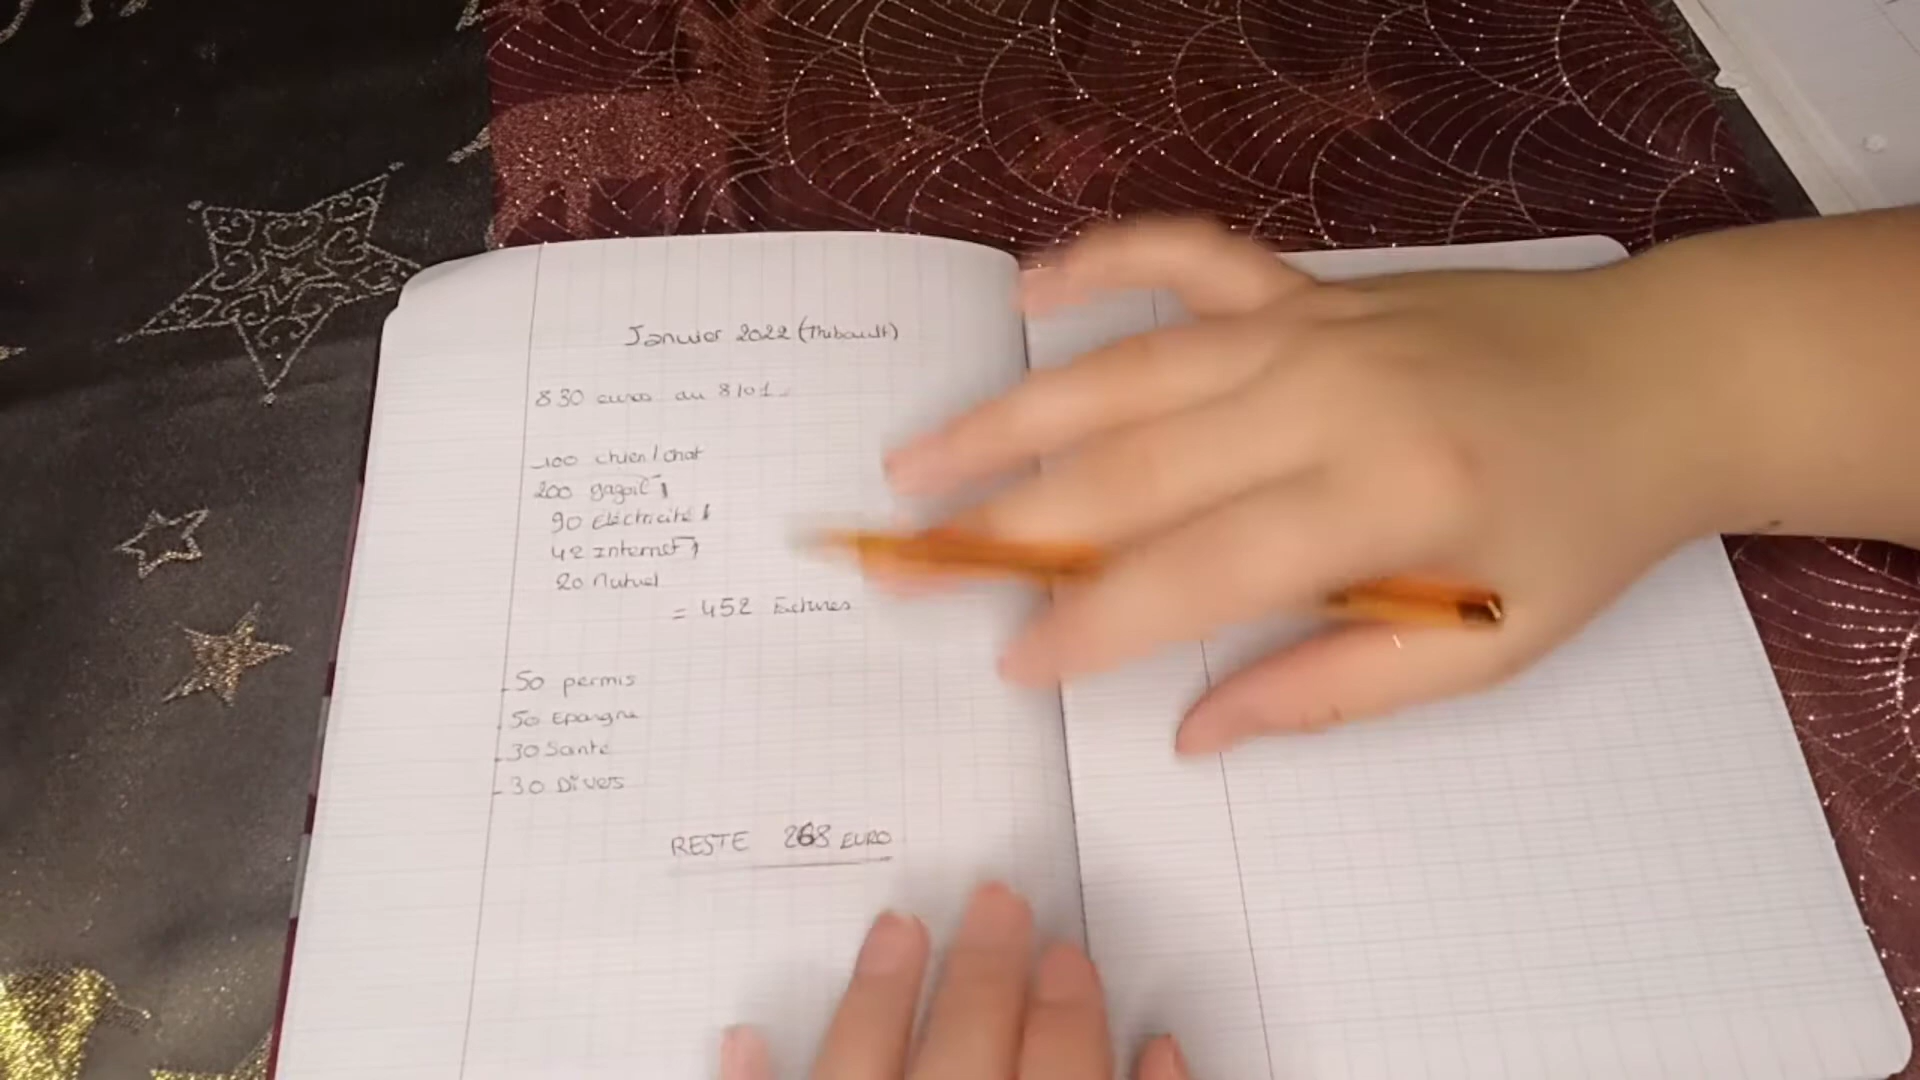 Janvier 2022 (Thibault)
830 euros au 8/01
100 chien/chat
200 gazoil
90 Eléctricité
42 Internet
20 Mutuel
= 452 Factures
- 50 permis
- 50 Epargne
- 30 Santé
- 30 Divers
RESTE 268 EURO